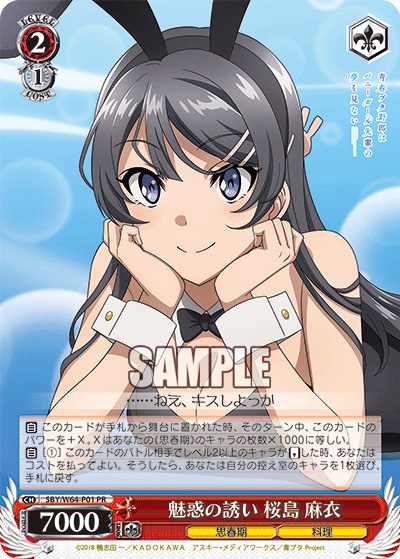 LEVEL
2
1
COST
青春ブタ野郎は
バニーガール先輩の
夢を見ない
SAMPLE
……ねえ、キスしよっか
自 このカードが手札から舞台に置かれた時、そのターン中、このカードの
パワーを+X。Xはあなたの《思春期》のキャラの枚数×1000に等しい。
自 [①] このカードのバトル相手でレベル2以上のキャラが した時、あなたは
コストを払ってよい。そうしたら、あなたは自分の控え室のキャラを1枚選び、
手札に戻す。
CH SBY/W64-P01 PR
7000
魅惑の誘い 桜島 麻衣
思春期
料理
©2018 鴨志田 一/KADOKAWA アスキー・メディアワークス/青ブタ Project